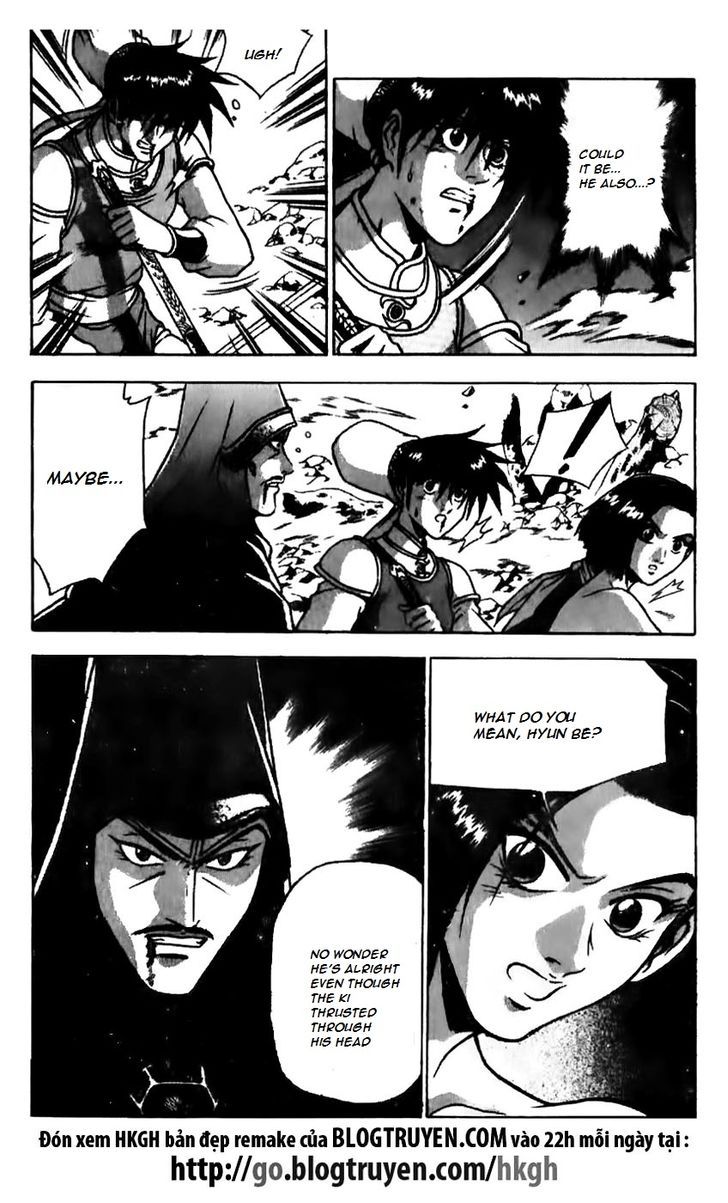 UGH!
COULD
IT BE...
HE ALSO...?
MAYBE...
!
WHAT DO YOU
MEAN, HYUN BE?
NO WONDER
HE'S ALRIGHT
EVEN THOUGH
THE KI
THRUSTED
THROUGH
HIS HEAD
Đón xem HKGH bản đẹp remake của BLOGTRUYEN.COM vào 22h mỗi ngày tại :
http://go.blogtruyen.com/hkgh